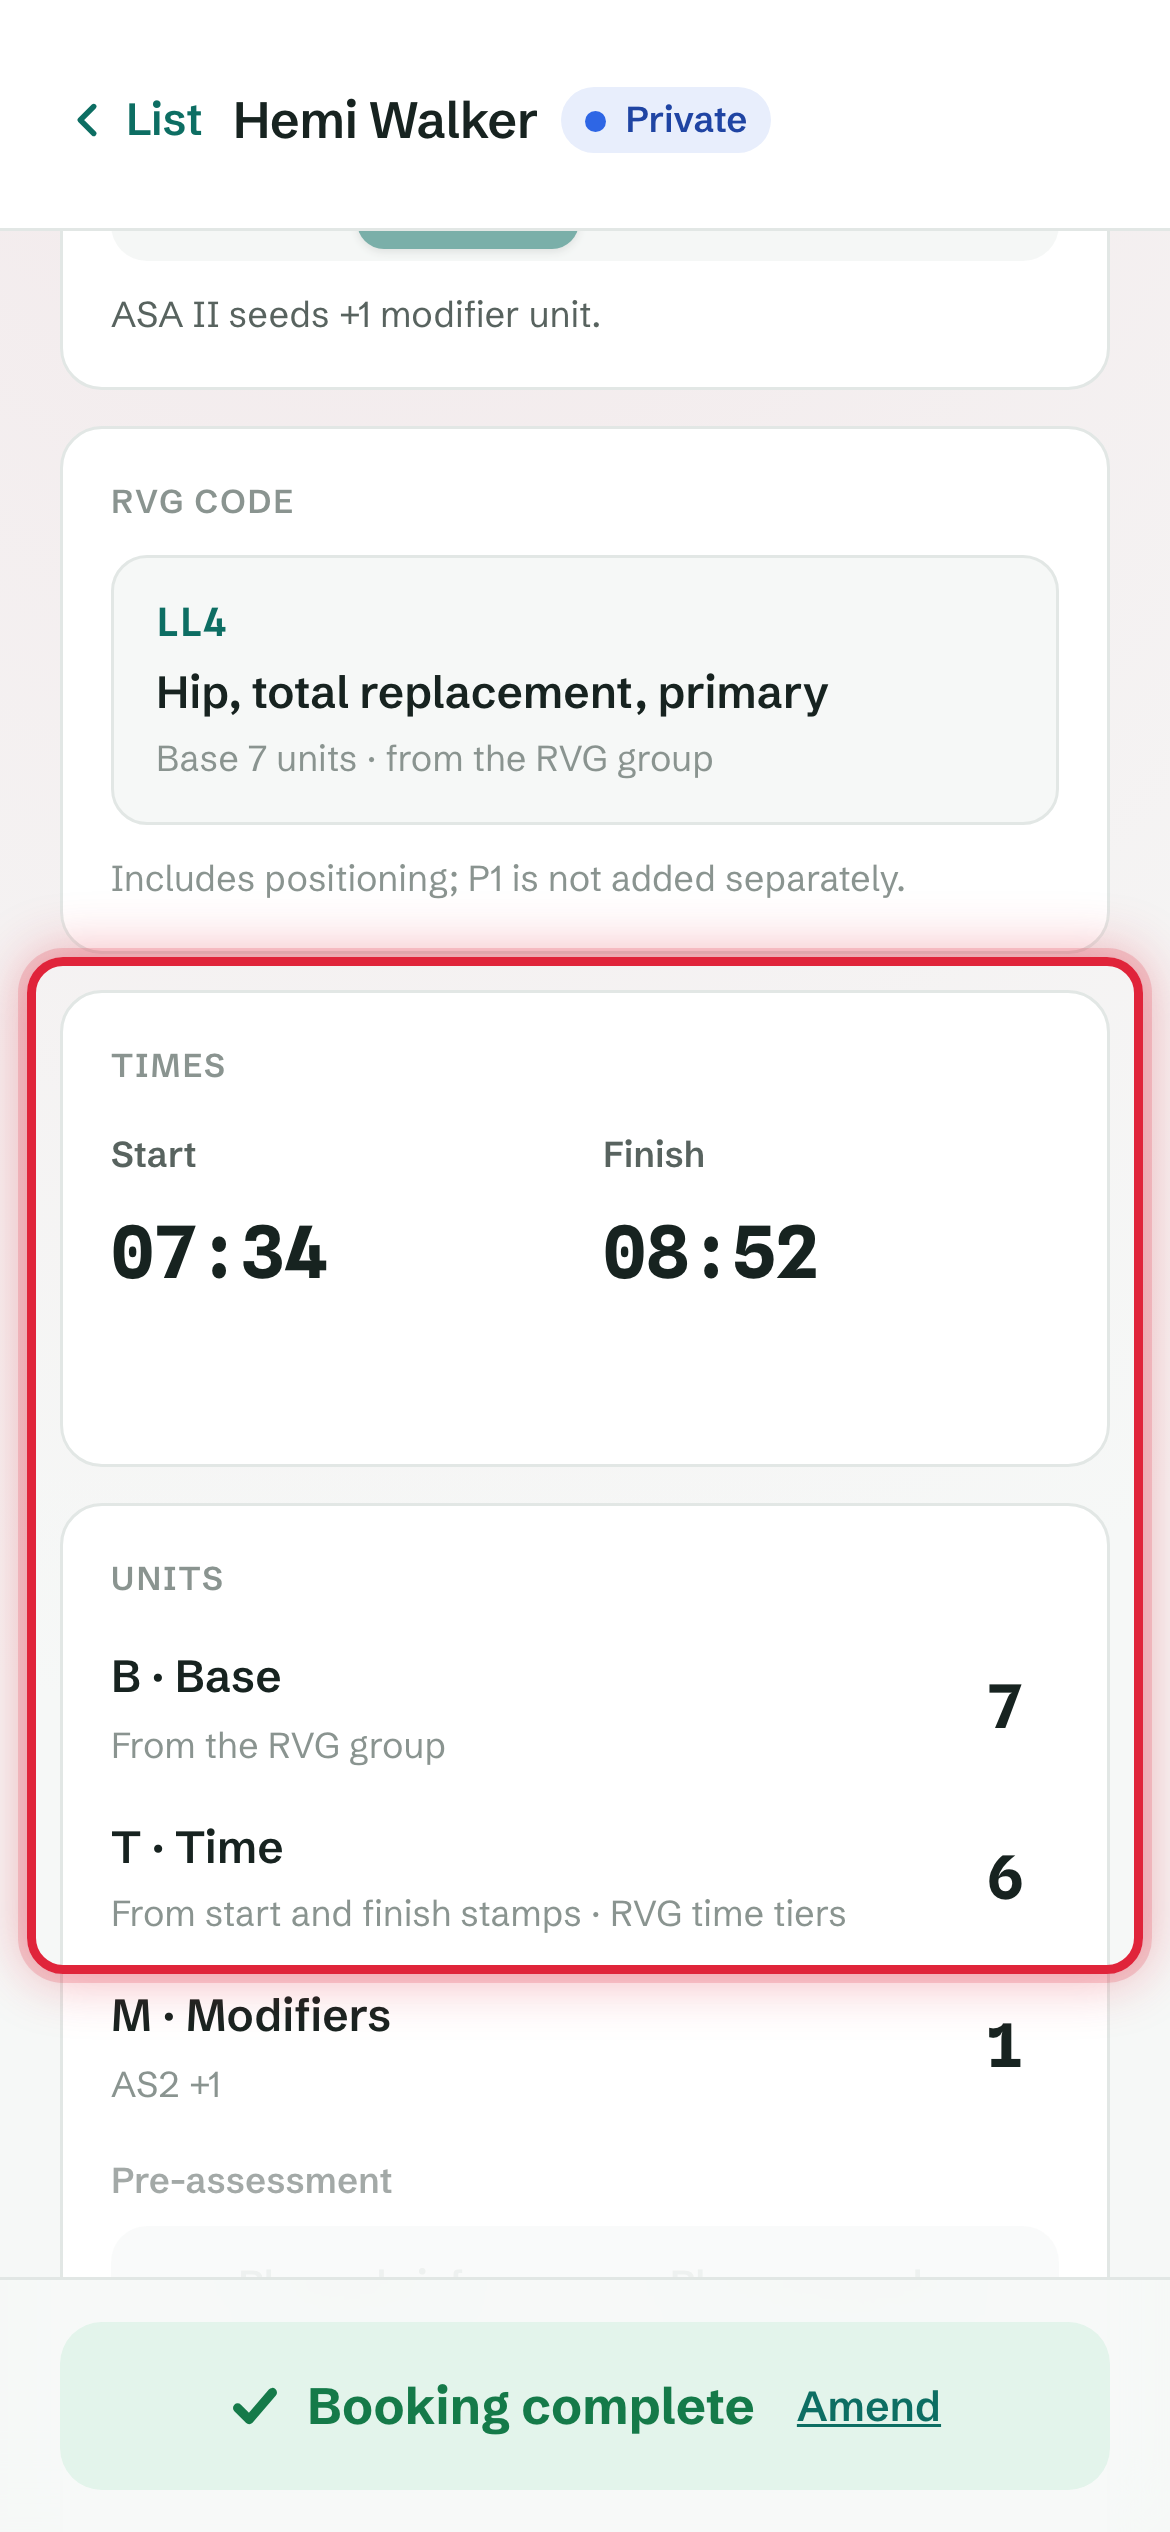 List Hemi Walker Private
ASA II seeds +1 modifier unit.
RVG CODE
LL4
Hip, total replacement, primary
Base 7 units · from the RVG group
Includes positioning; P1 is not added separately.
TIMES
Start Finish
07:34 08:52
UNITS
B · Base 7
From the RVG group
T · Time 6
From start and finish stamps · RVG time tiers
M · Modifiers 1
AS2 +1
Pre-assessment
Booking complete Amend